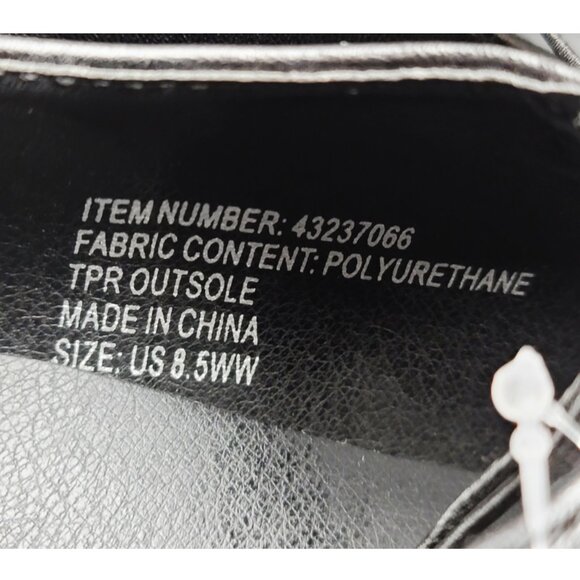 ITEM NUMBER: 43237066
FABRIC CONTENT: POLYURETHANE
TPR OUTSOLE
MADE IN CHINA
SIZE: US 8.5WW